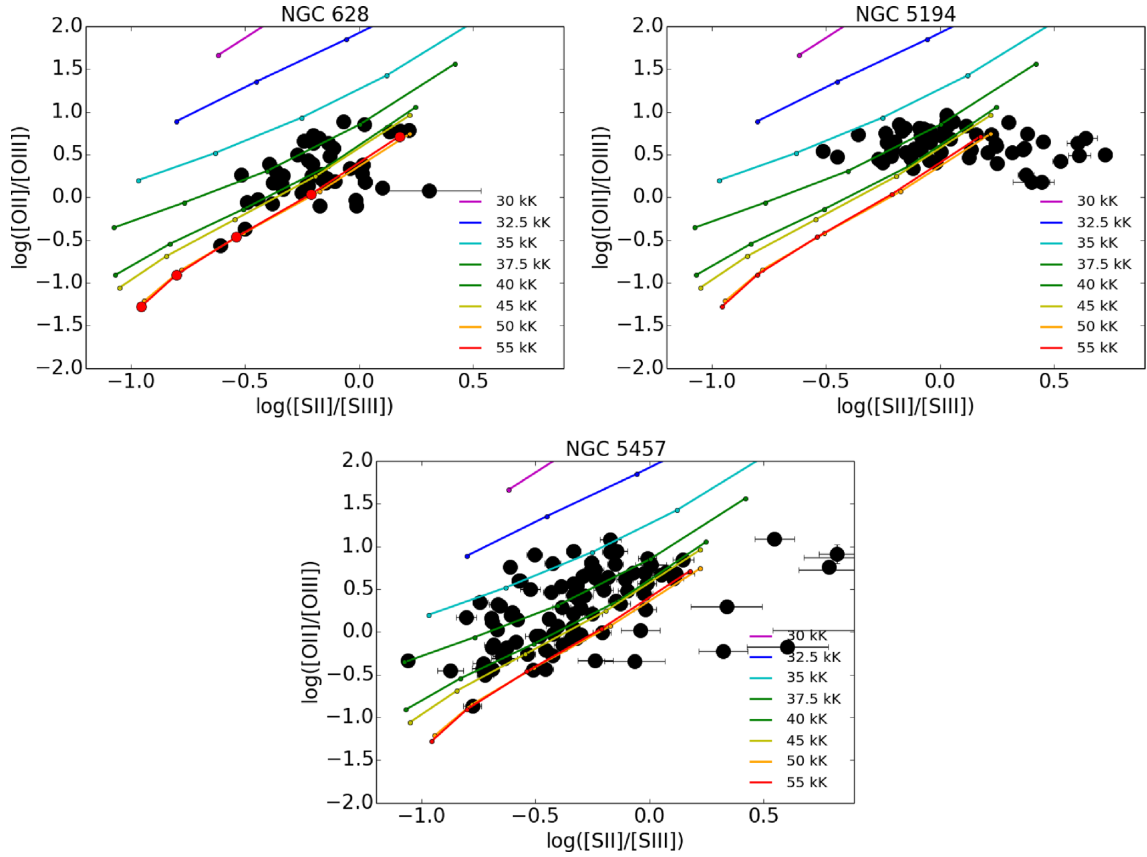 NGC 628
2.0
1.5
1.0
0.5
0.0
−0.5
−1.0
−1.5
−2.0
log([OII]/[OIII])
30 kK
32.5 kK
35 kK
37.5 kK
40 kK
45 kK
50 kK
55 kK
−1.0 −0.5 0.0 0.5
log([SII]/[SIII])
NGC 5194
2.0
1.5
1.0
0.5
0.0
−0.5
−1.0
−1.5
−2.0
log([OII]/[OIII])
30 kK
32.5 kK
35 kK
37.5 kK
40 kK
45 kK
50 kK
55 kK
−1.0 −0.5 0.0 0.5
log([SII]/[SIII])
NGC 5457
2.0
1.5
1.0
0.5
0.0
−0.5
−1.0
−1.5
−2.0
log([OII]/[OIII])
30 kK
32.5 kK
35 kK
37.5 kK
40 kK
45 kK
50 kK
55 kK
−1.0 −0.5 0.0 0.5
log([SII]/[SIII])